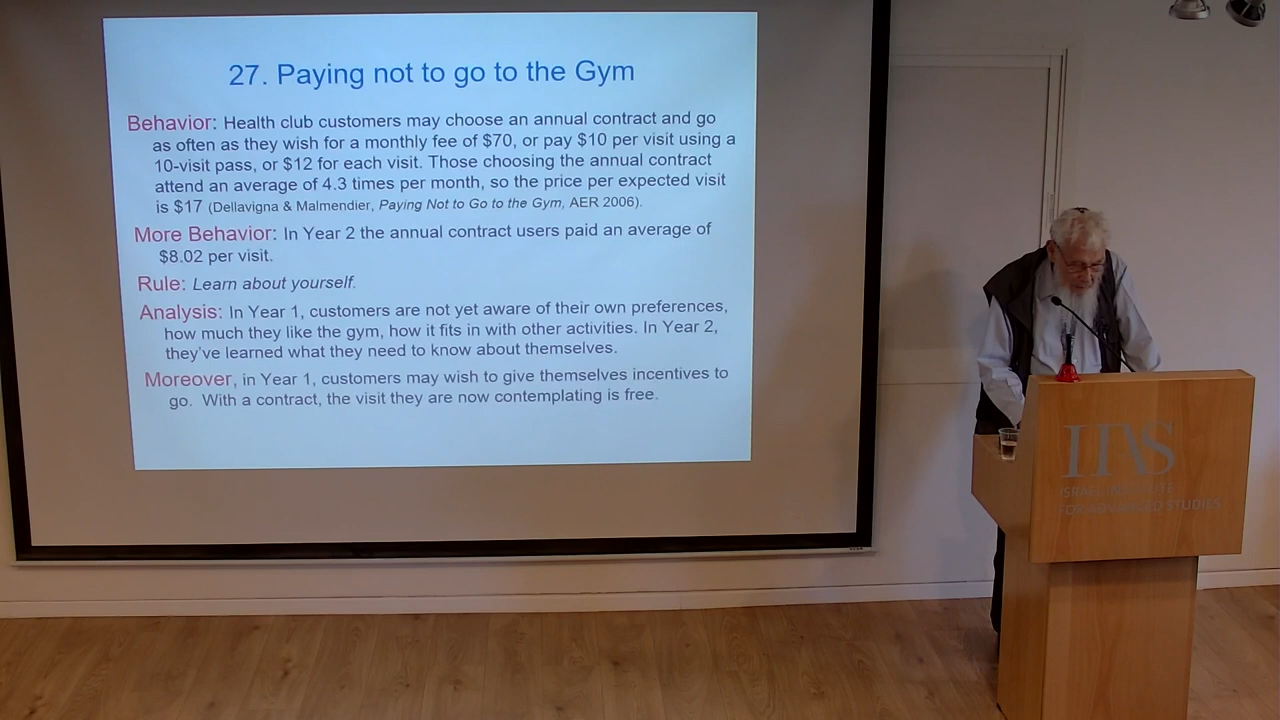 27. Paying not to go to the Gym
Behavior: Health club customers may choose an annual contract and go
as often as they wish for a monthly fee of $70, or pay $10 per visit using a
10-visit pass, or $12 for each visit. Those choosing the annual contract
attend an average of 4.3 times per month, so the price per expected visit
is $17 (Dellavigna & Malmendier, Paying Not to Go to the Gym, AER 2006).
More Behavior: In Year 2 the annual contract users paid an average of
$8.02 per visit.
Rule: Learn about yourself.
Analysis: In Year 1, customers are not yet aware of their own preferences,
how much they like the gym, how it fits in with other activities. In Year 2,
they've learned what they need to know about themselves.
Moreover, in Year 1, customers may wish to give themselves incentives to
go. With a contract, the visit they are now contemplating is free.
IIAS
ISRAEL INSTITUTE
FOR ADVANCED STUDIES